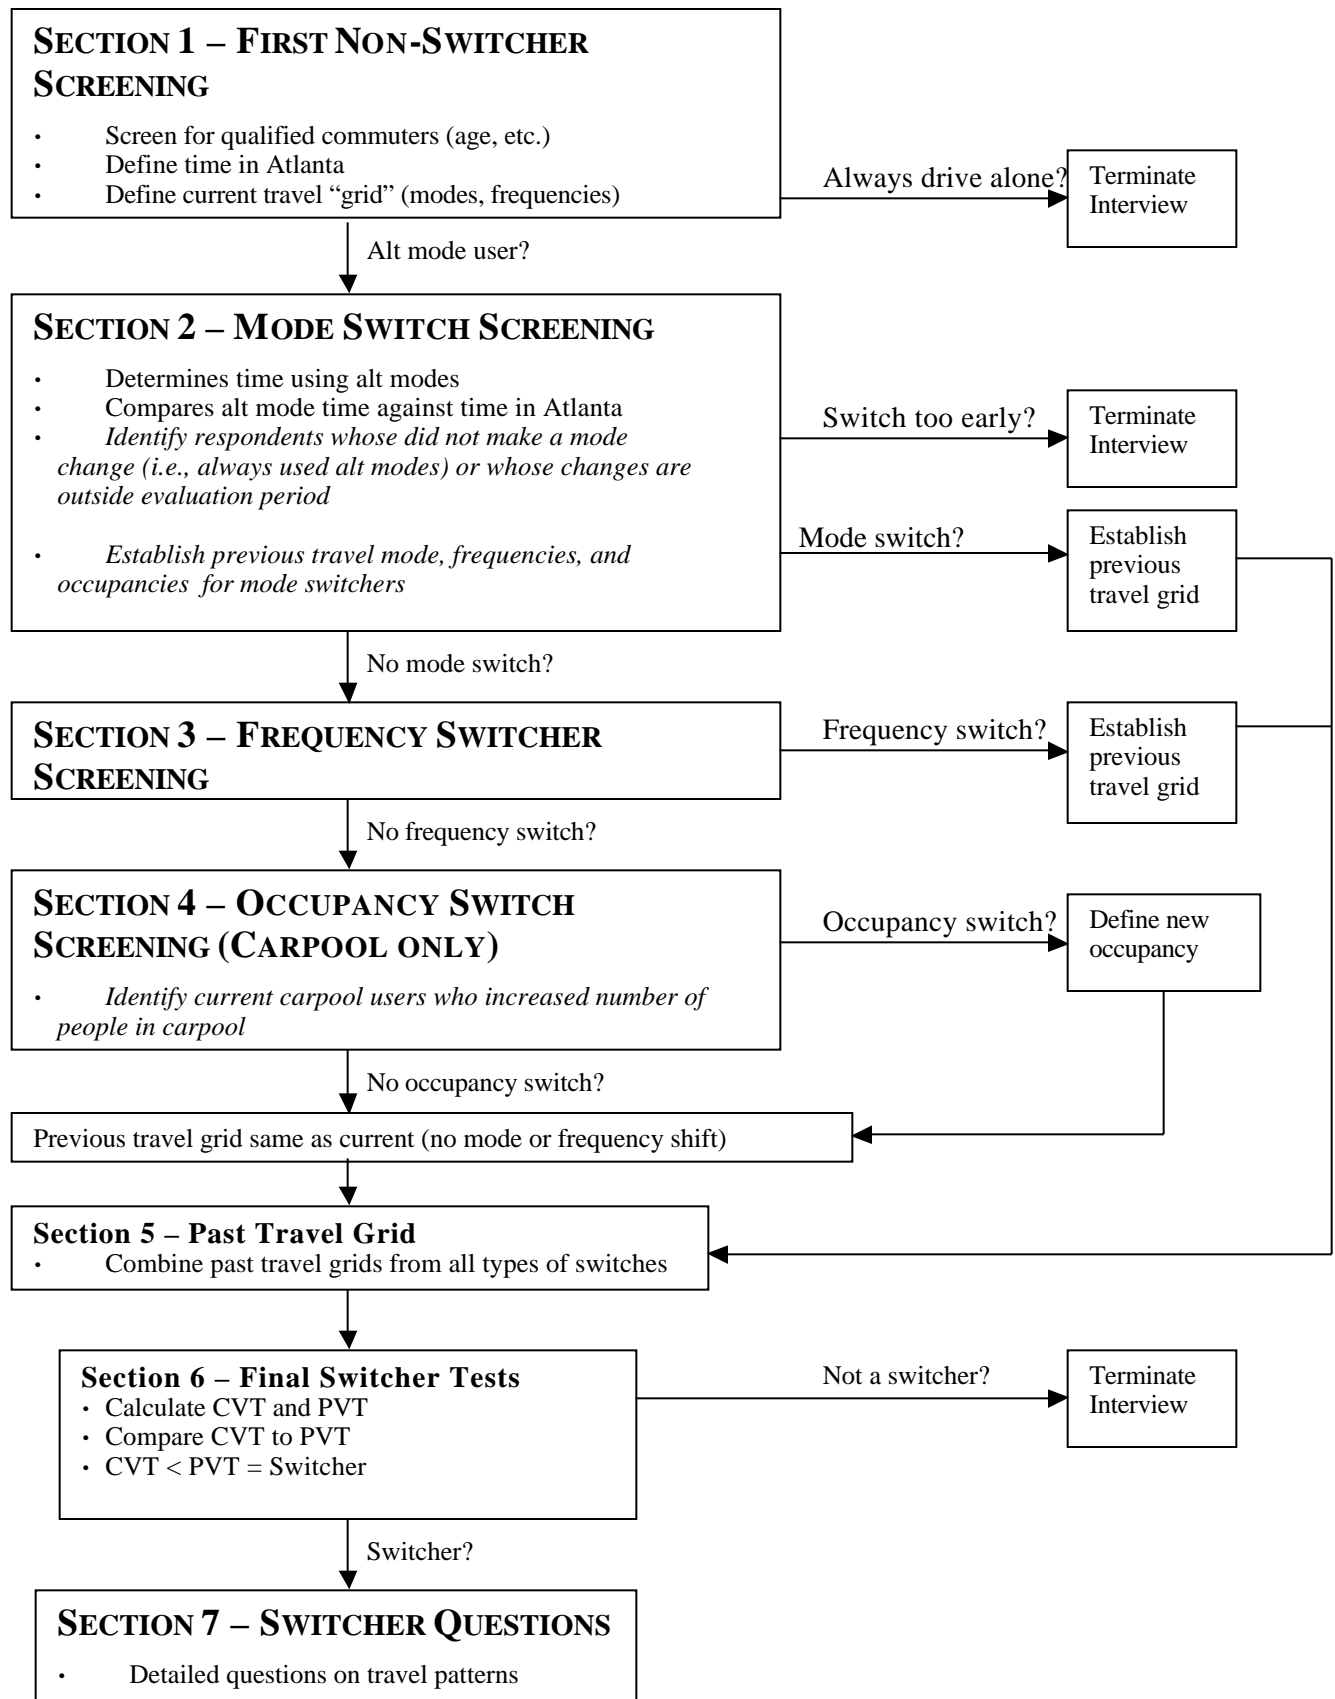 SECTION 1 – FIRST NON-SWITCHER
SCREENING
· Screen for qualified commuters (age, etc.)
· Define time in Atlanta
· Define current travel “grid” (modes, frequencies)
Always drive alone?
Terminate
Interview
Alt mode user?
SECTION 2 – MODE SWITCH SCREENING
· Determines time using alt modes
· Compares alt mode time against time in Atlanta
· Identify respondents whose did not make a mode
change (i.e., always used alt modes) or whose changes are
outside evaluation period
· Establish previous travel mode, frequencies, and
occupancies for mode switchers
Switch too early?
Terminate
Interview
Mode switch?
Establish
previous
travel grid
No mode switch?
SECTION 3 – FREQUENCY SWITCHER
SCREENING
Frequency switch?
Establish
previous
travel grid
No frequency switch?
SECTION 4 – OCCUPANCY SWITCH
SCREENING (CARPOOL ONLY)
· Identify current carpool users who increased number of
people in carpool
Occupancy switch?
Define new
occupancy
No occupancy switch?
Previous travel grid same as current (no mode or frequency shift)
Section 5 – Past Travel Grid
· Combine past travel grids from all types of switches
Section 6 – Final Switcher Tests
· Calculate CVT and PVT
· Compare CVT to PVT
· CVT < PVT = Switcher
Not a switcher?
Terminate
Interview
Switcher?
SECTION 7 – SWITCHER QUESTIONS
· Detailed questions on travel patterns